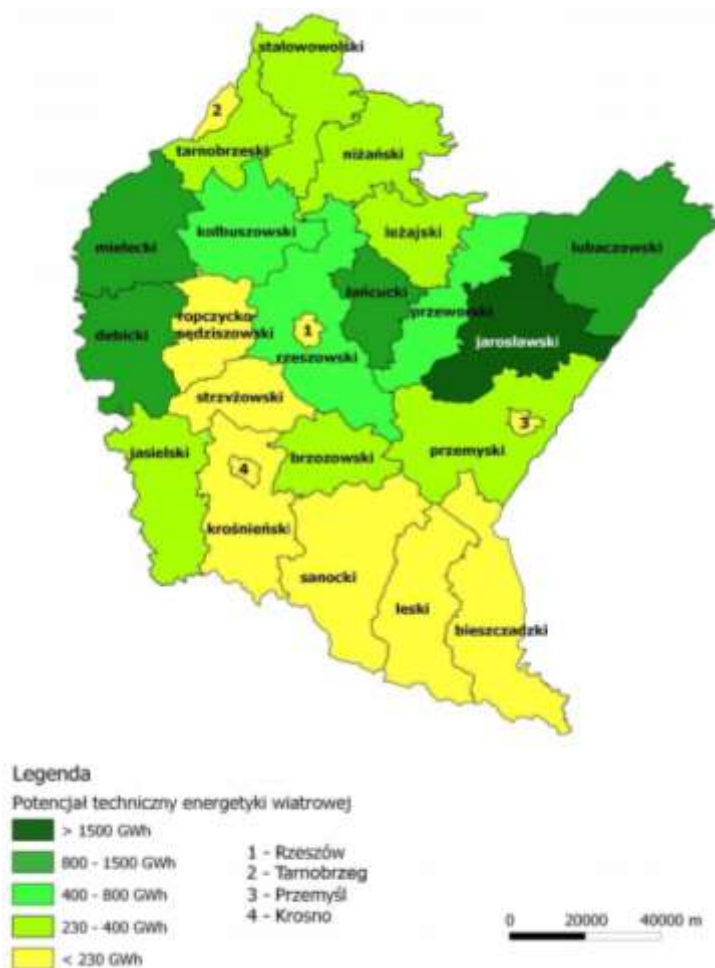 stalowowolski
2
tarnobrzeski
niżański
kolbuszowski
leżajski
mielecki
lubaczowski
łańcucki
ropczycko-
sędziszowski
przeworski
dębicki
1
jarosławski
rzeszowski
strzyżowski
3
jasielski
brzozowski
przemyski
4
krośnieński
sanocki
leski
bieszczadzki
Legenda
Potencjał techniczny energetyki wiatrowej
> 1500 GWh
800 - 1500 GWh
400 - 800 GWh
230 - 400 GWh
< 230 GWh
1 - Rzeszów
2 - Tarnobrzeg
3 - Przemyśl
4 - Krosno
0 20000 40000 m